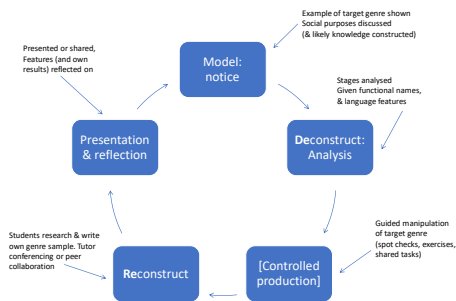 Example of target genre shown
Social purposes discussed
(& likely knowledge constructed)
Model:
notice
Stages analysed
Given functional names,
& language features
Deconstruct:
Analysis
Guided manipulation
of target genre
(spot checks, exercises,
shared tasks)
[Controlled
production]
Students research & write
own genre sample. Tutor
conferencing or peer
collaboration
Reconstruct
Presented or shared,
Features (and own
results) reflected on
Presentation
& reflection